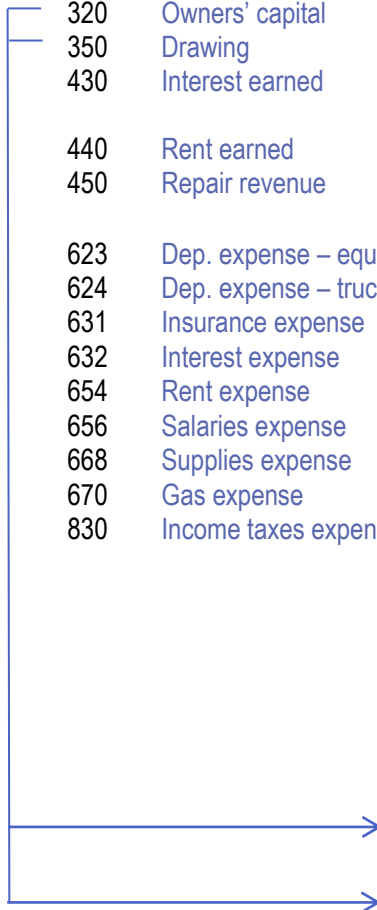 320 Owners' capital
350 Drawing
430 Interest earned
440 Rent earned
450 Repair revenue
623 Dep. expense – equ
624 Dep. expense – truc
631 Insurance expense
632 Interest expense
654 Rent expense
656 Salaries expense
668 Supplies expense
670 Gas expense
830 Income taxes expen